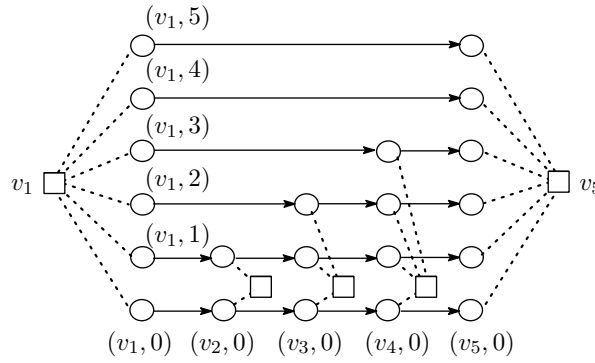 (v₁, 5)
(v₁, 4)
(v₁, 3)
v₁
(v₁, 2)
v₅
(v₁, 1)
(v₁, 0) (v₂, 0) (v₃, 0) (v₄, 0) (v₅, 0)